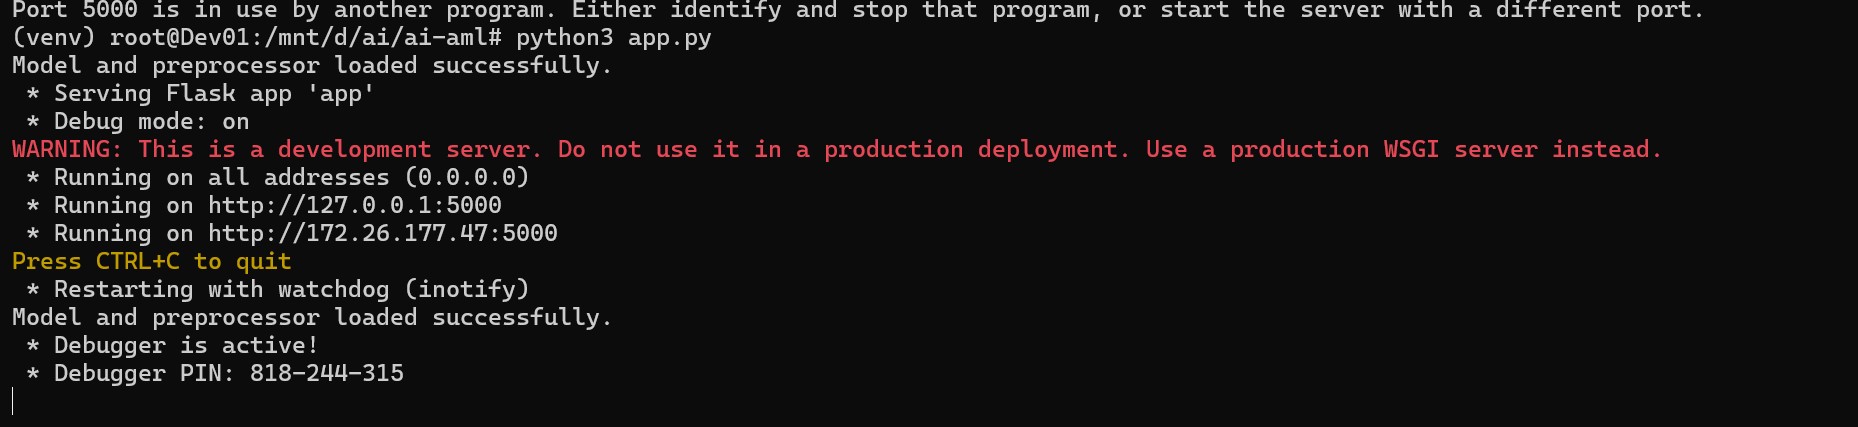 Port 5000 is in use by another program. Either identify and stop that program, or start the server with a different port.
(venv) root@Dev01:/mnt/d/ai/ai-aml# python3 app.py
Model and preprocessor loaded successfully.
 * Serving Flask app 'app'
 * Debug mode: on
WARNING: This is a development server. Do not use it in a production deployment. Use a production WSGI server instead.
 * Running on all addresses (0.0.0.0)
 * Running on http://127.0.0.1:5000
 * Running on http://172.26.177.47:5000
Press CTRL+C to quit
 * Restarting with watchdog (inotify)
Model and preprocessor loaded successfully.
 * Debugger is active!
 * Debugger PIN: 818-244-315